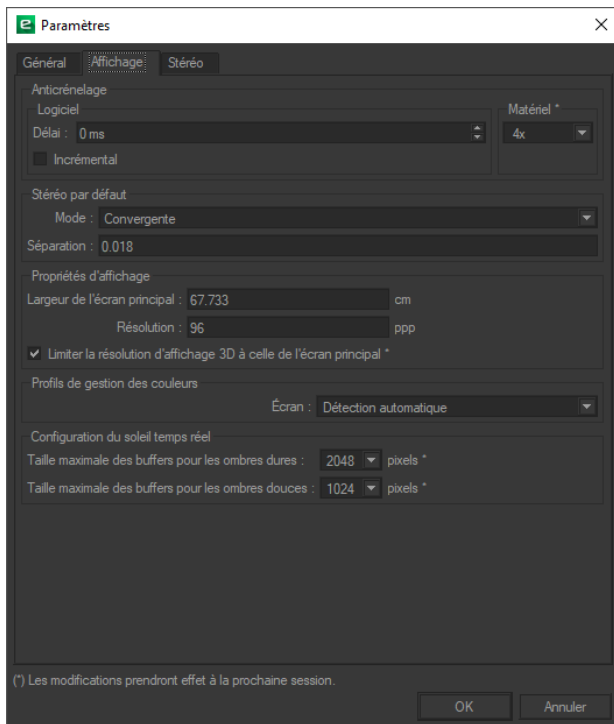 Paramètres
Général Affichage Stéréo
Anticrénelage
Logiciel Matériel *
Délai : 0 ms 4x
Incrémental
Stéréo par défaut
Mode : Convergente
Séparation : 0.018
Propriétés d'affichage
Largeur de l'écran principal : 67.733 cm
Résolution : 96 ppp
Limiter la résolution d'affichage 3D à celle de l'écran principal *
Profils de gestion des couleurs
Écran : Détection automatique
Configuration du soleil temps réel
Taille maximale des buffers pour les ombres dures : 2048 pixels *
Taille maximale des buffers pour les ombres douces : 1024 pixels *
(*) Les modifications prendront effet à la prochaine session.
OK Annuler